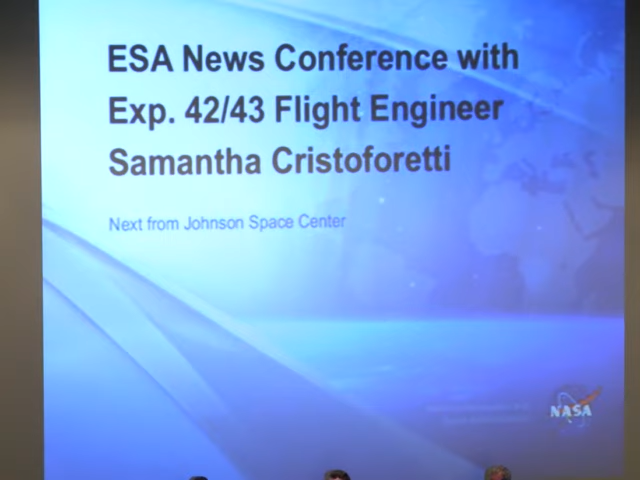 ESA News Conference with
Exp. 42/43 Flight Engineer
Samantha Cristoforetti
Next from Johnson Space Center
NASA